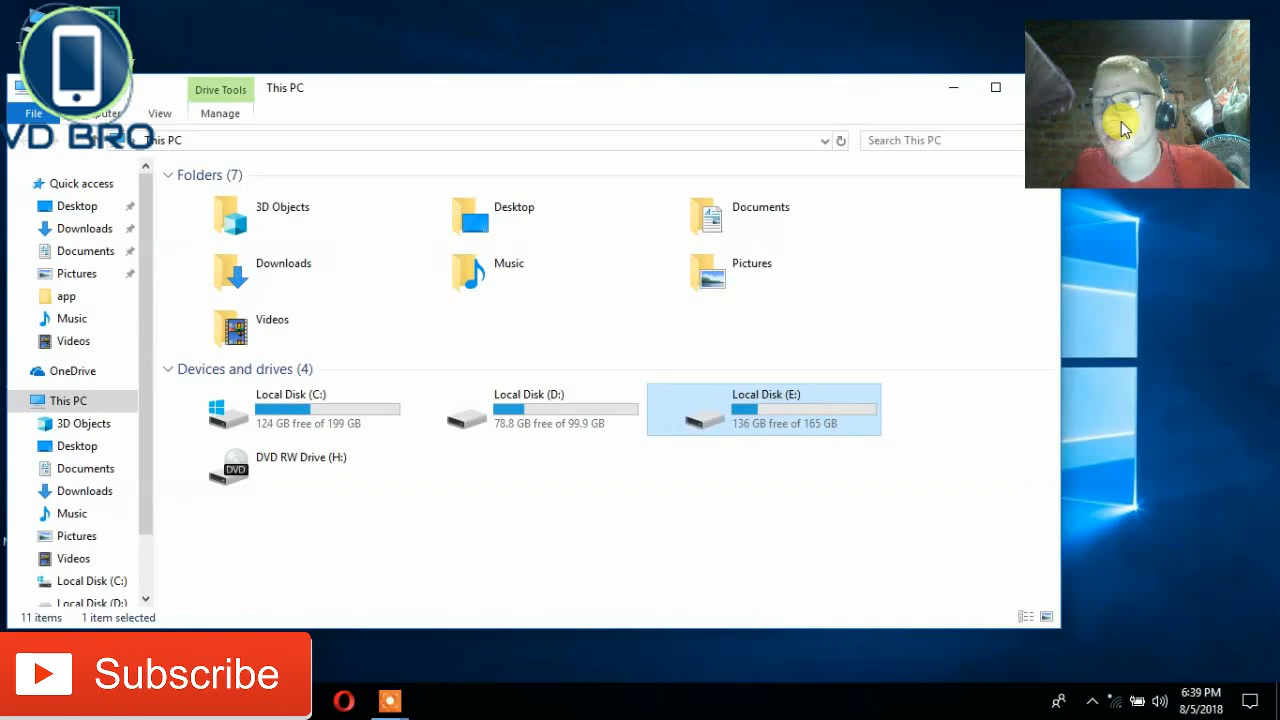 Drive Tools
This PC
File
View
Manage
VD BRO
This PC
Search This PC
Quick access
Desktop
Downloads
Documents
Pictures
app
Music
Videos
OneDrive
This PC
3D Objects
Desktop
Documents
Downloads
Music
Pictures
Videos
Local Disk (C:)
Local Disk (D:)
Folders (7)
3D Objects
Desktop
Documents
Downloads
Music
Pictures
Videos
Devices and drives (4)
Local Disk (C:)
124 GB free of 199 GB
Local Disk (D:)
78.8 GB free of 99.9 GB
Local Disk (E:)
136 GB free of 165 GB
DVD RW Drive (H:)
DVD
11 items
1 item selected
Subscribe
6:39 PM
8/5/2018